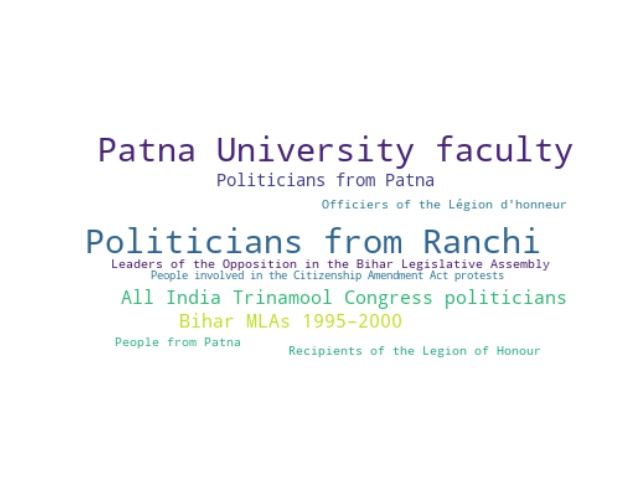 Patna University faculty
Politicians from Patna
Officiers of the Légion d'honneur
Politicians from Ranchi
Leaders of the Opposition in the Bihar Legislative Assembly
People involved in the Citizenship Amendment Act protests
All India Trinamool Congress politicians
Bihar MLAs 1995–2000
People from Patna
Recipients of the Legion of Honour